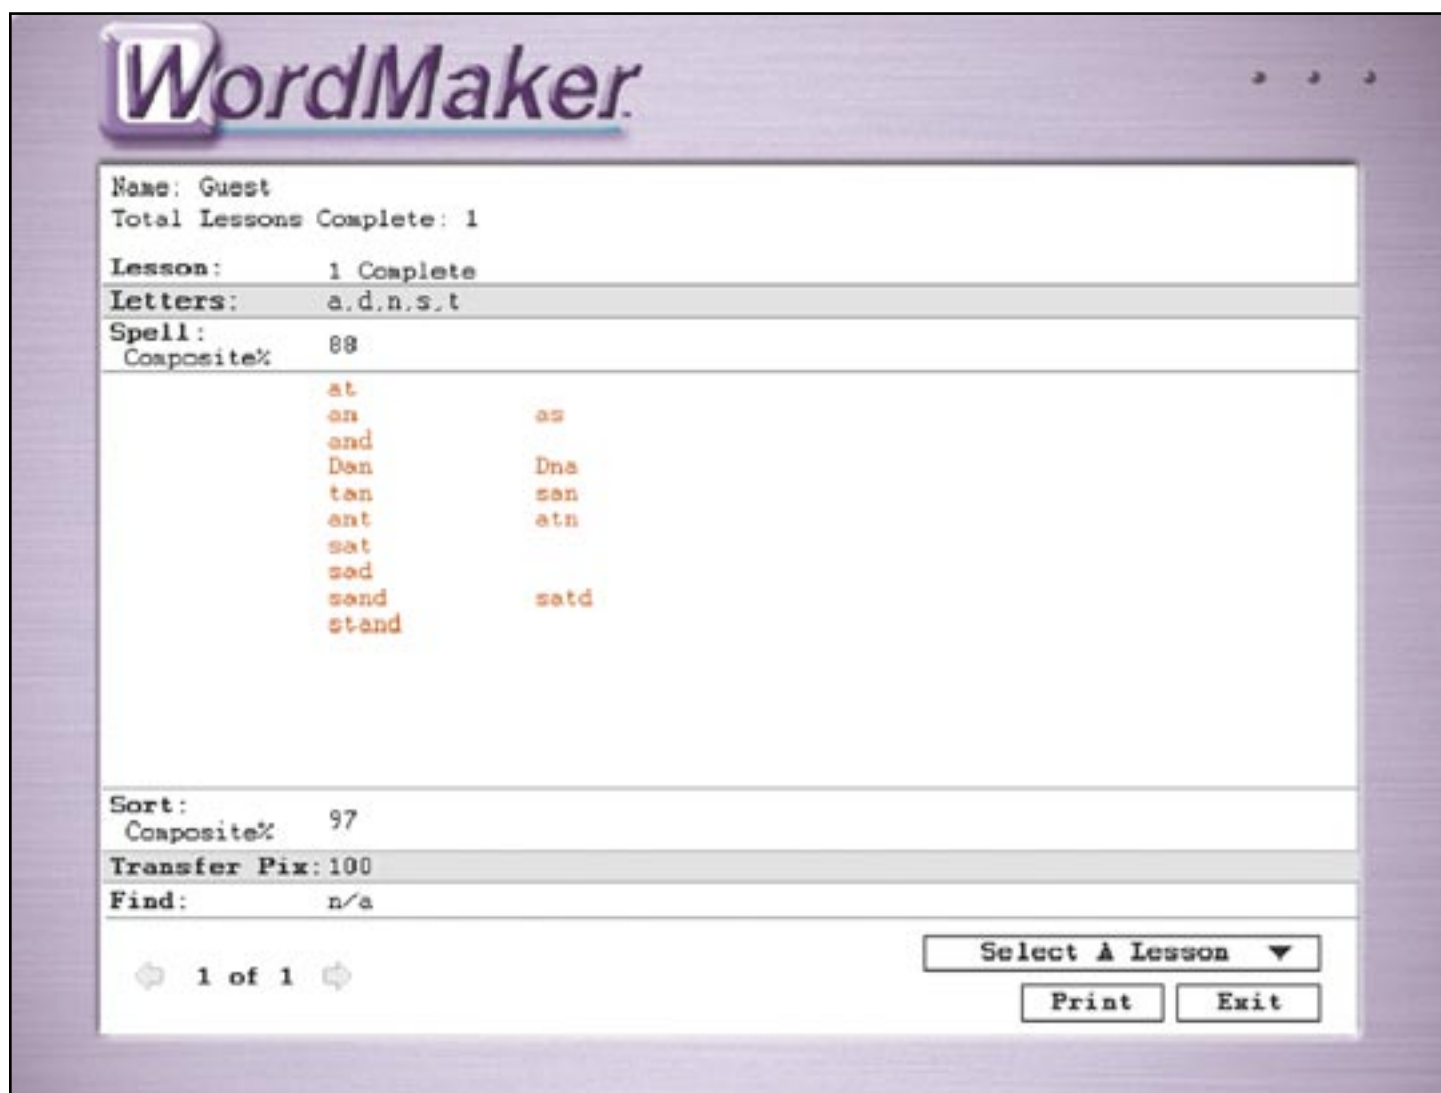 WordMaker
Name: Guest
Total Lessons Complete: 1
Lesson: 1 Complete
Letters: a,d,n,s,t
Spell:
Composite% 88
at
an as
and
Dan Dna
tan san
ant atn
sat
sad
sand satd
stand
Sort:
Composite% 97
Transfer Pix: 100
Find: n/a
Select A Lesson
1 of 1
Print Exit